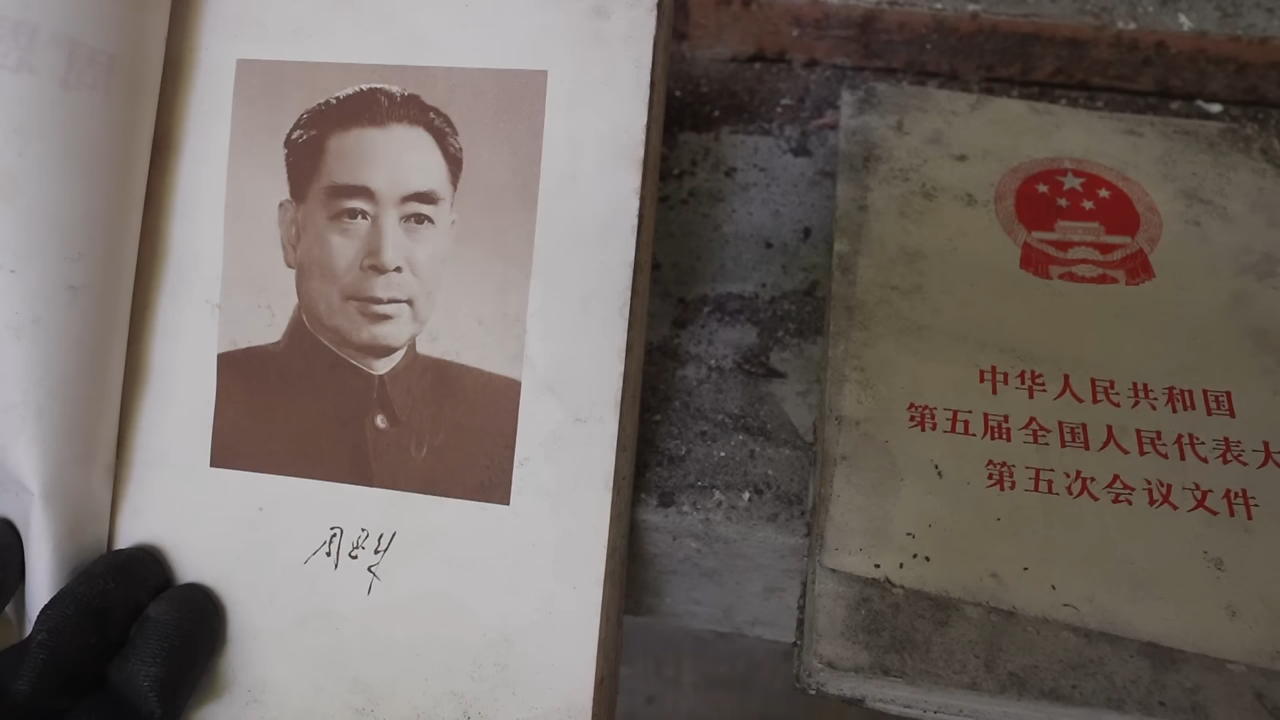 周恩来
中华人民共和国
第五届全国人民代表大
第五次会议文件